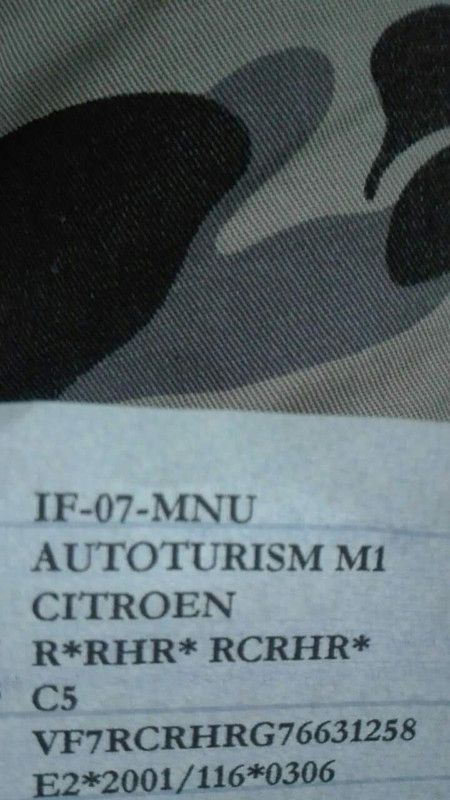 IF-07-MNU
AUTOTURISM M1
CITROEN
R*RHR* RCRHR*
C5
VF7RCRHRG76631258
E2*2001/116*0306